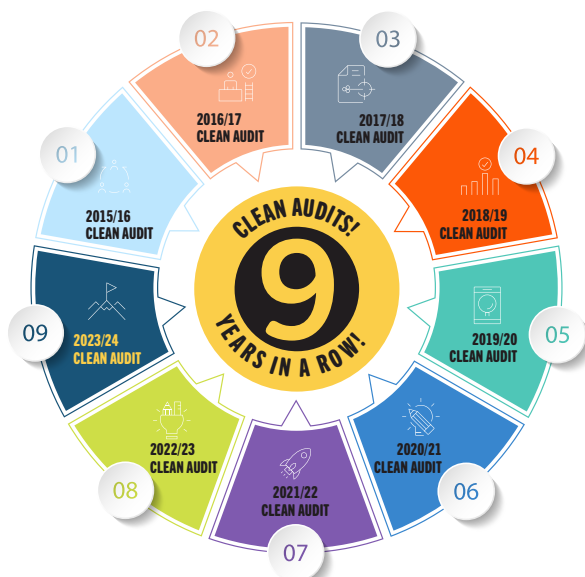 01
2015/16
CLEAN AUDIT
02
2016/17
CLEAN AUDIT
03
2017/18
CLEAN AUDIT
04
2018/19
CLEAN AUDIT
05
2019/20
CLEAN AUDIT
06
2020/21
CLEAN AUDIT
07
2021/22
CLEAN AUDIT
08
2022/23
CLEAN AUDIT
09
2023/24
CLEAN AUDIT
CLEAN AUDITS!
9
YEARS IN A ROW!